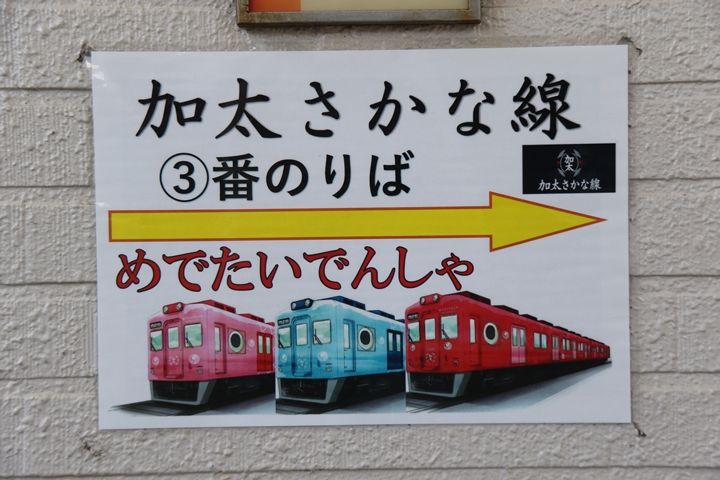 加太さかな線
③番のりば
加太
加太さかな線
めでたいでんしゃ